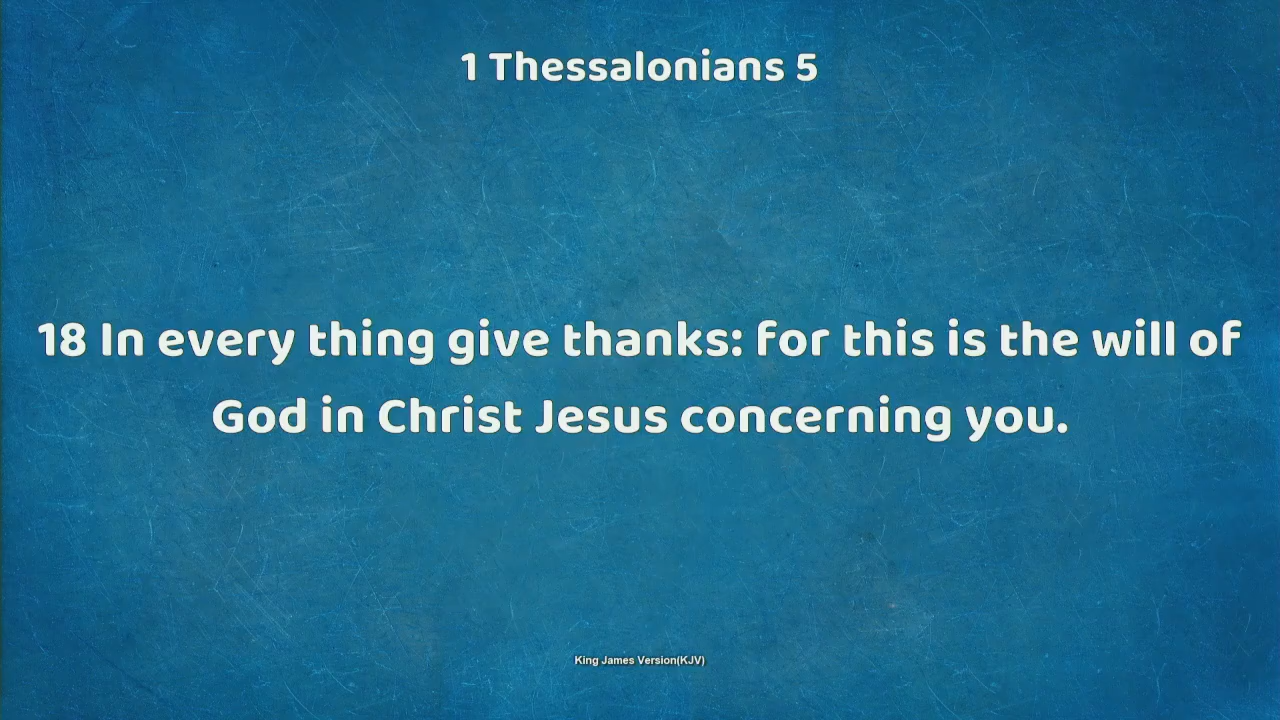 1 Thessalonians 5
18 In every thing give thanks: for this is the will of
God in Christ Jesus concerning you.
King James Version(KJV)